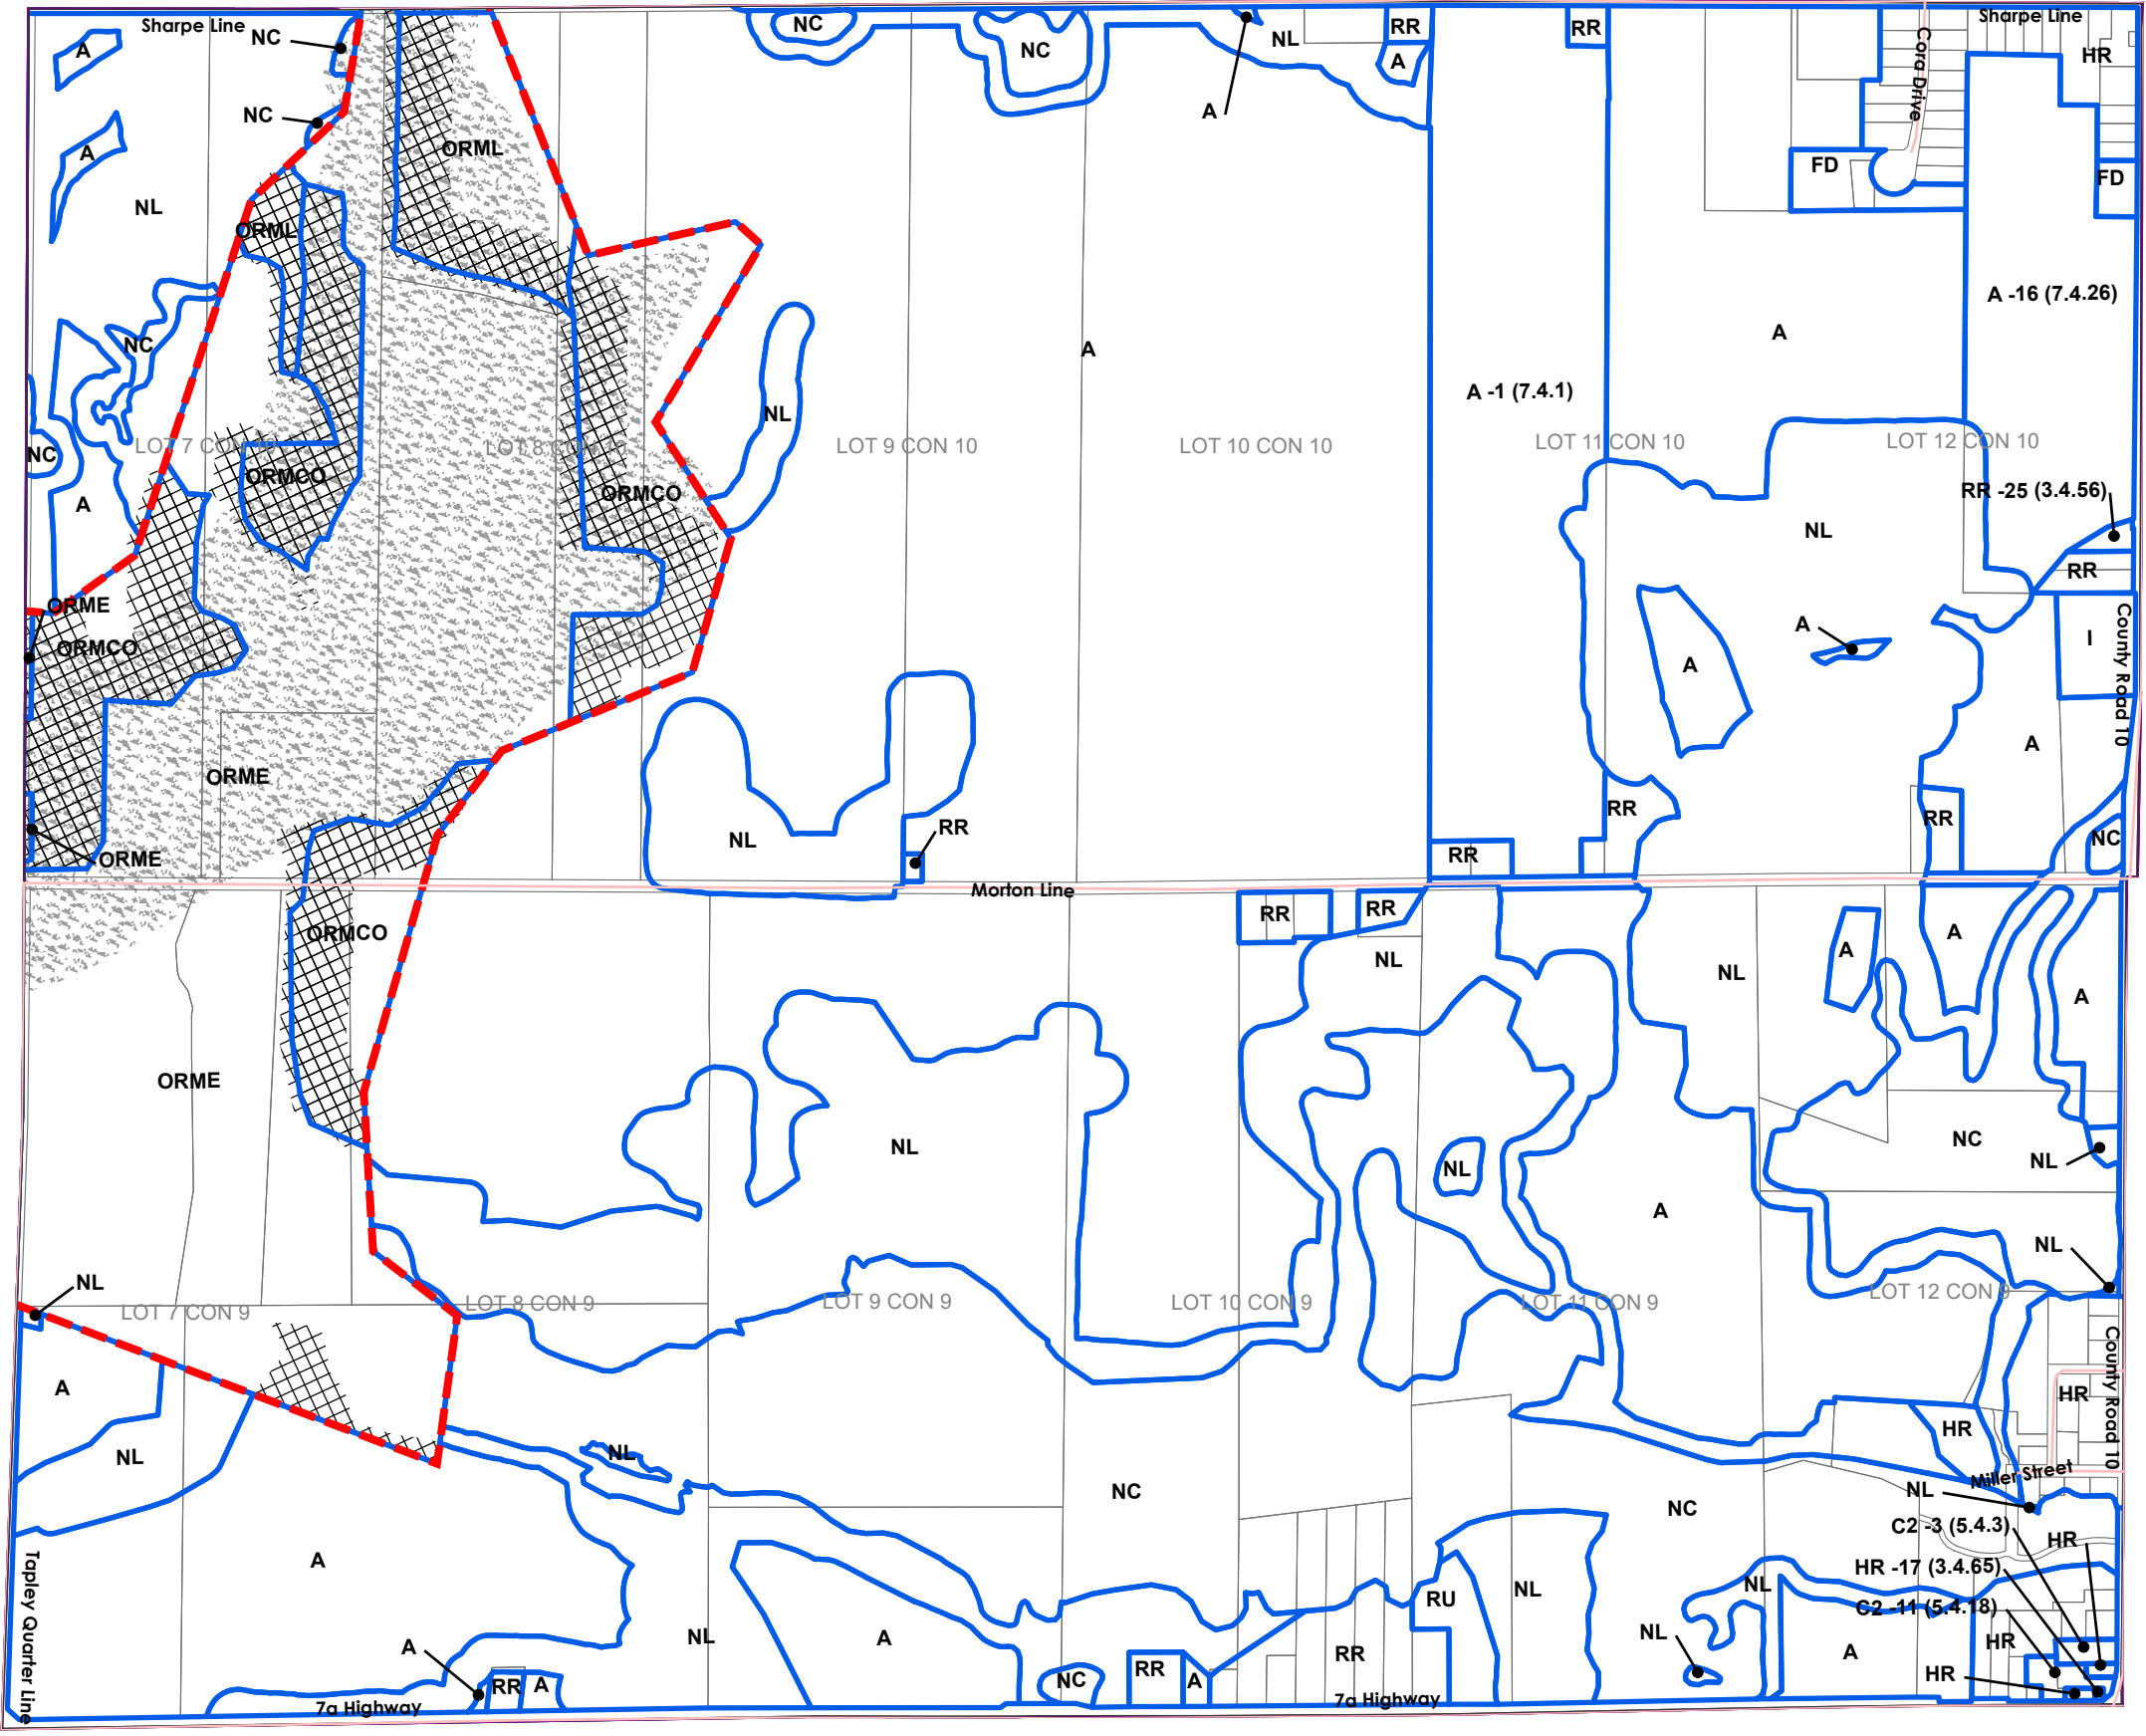 Sharpe Line
Sharpe Line
NC
NC
NC
NL
RR
RR
HR
A
A
A
Cora Drive
NC
A
ORML
FD
FD
NL
ORML
A -16 (7.4.26)
NC
A
A
A -1 (7.4.1)
NL
NC
LOT 7 CON 10
LOT 8 CON 10
LOT 9 CON 10
LOT 10 CON 10
LOT 11 CON 10
LOT 12 CON 10
ORMCO
ORMCO
RR -25 (3.4.56)
A
NL
RR
ORME
ORMCO
A
I
A
County Road 10
A
ORME
RR
RR
NL
RR
NC
ORME
RR
Morton Line
RR
RR
ORMCO
NL
NL
A
A
A
ORME
NL
NL
NC
NL
A
NL
NL
LOT 7 CON 9
LOT 8 CON 9
LOT 9 CON 9
LOT 10 CON 9
LOT 11 CON 9
LOT 12 CON 9
A
HR
County Road 10
HR
NL
NL
Miller Street
NC
NL
NC
C2 -3 (5.4.3)
HR
A
HR -17 (3.4.65)
NL
NL
RU
C2 -11 (5.4.18)
Tapley Quarter Line
A
NL
A
NL
RR
A
HR
RR
A
NC
HR
RR
A
7a Highway
7a Highway